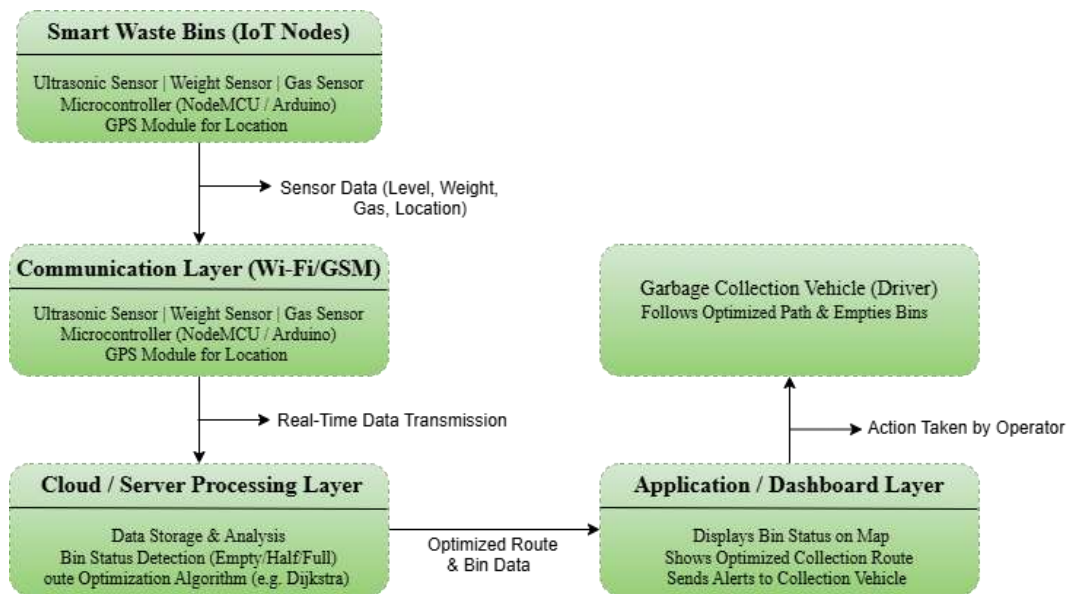 Smart Waste Bins (IoT Nodes)
Ultrasonic Sensor | Weight Sensor | Gas Sensor
Microcontroller (NodeMCU / Arduino)
GPS Module for Location
Sensor Data (Level, Weight,
Gas, Location)
Communication Layer (Wi-Fi/GSM)
Ultrasonic Sensor | Weight Sensor | Gas Sensor
Microcontroller (NodeMCU / Arduino)
GPS Module for Location
Real-Time Data Transmission
Cloud / Server Processing Layer
Data Storage & Analysis
Bin Status Detection (Empty/Half/Full)
oute Optimization Algorithm (e.g. Dijkstra)
Optimized Route
& Bin Data
Application / Dashboard Layer
Displays Bin Status on Map
Shows Optimized Collection Route
Sends Alerts to Collection Vehicle
Action Taken by Operator
Garbage Collection Vehicle (Driver)
Follows Optimized Path & Empties Bins